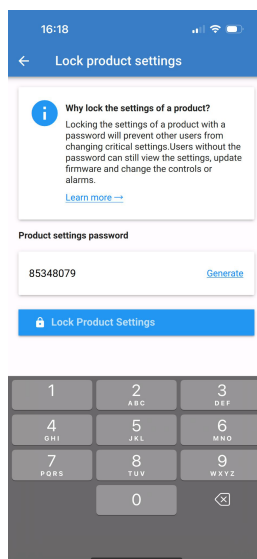 16:18
Lock product settings
Why lock the settings of a product?
Locking the settings of a product with a
password will prevent other users from
changing critical settings.Users without the
password can still view the settings, update
firmware and change the controls or
alarms.
Learn more →
Product settings password
85348079
Generate
Lock Product Settings
1
2
ABC
3
DEF
4
GHI
5
JKL
6
MNO
7
PQRS
8
TUV
9
WXYZ
0